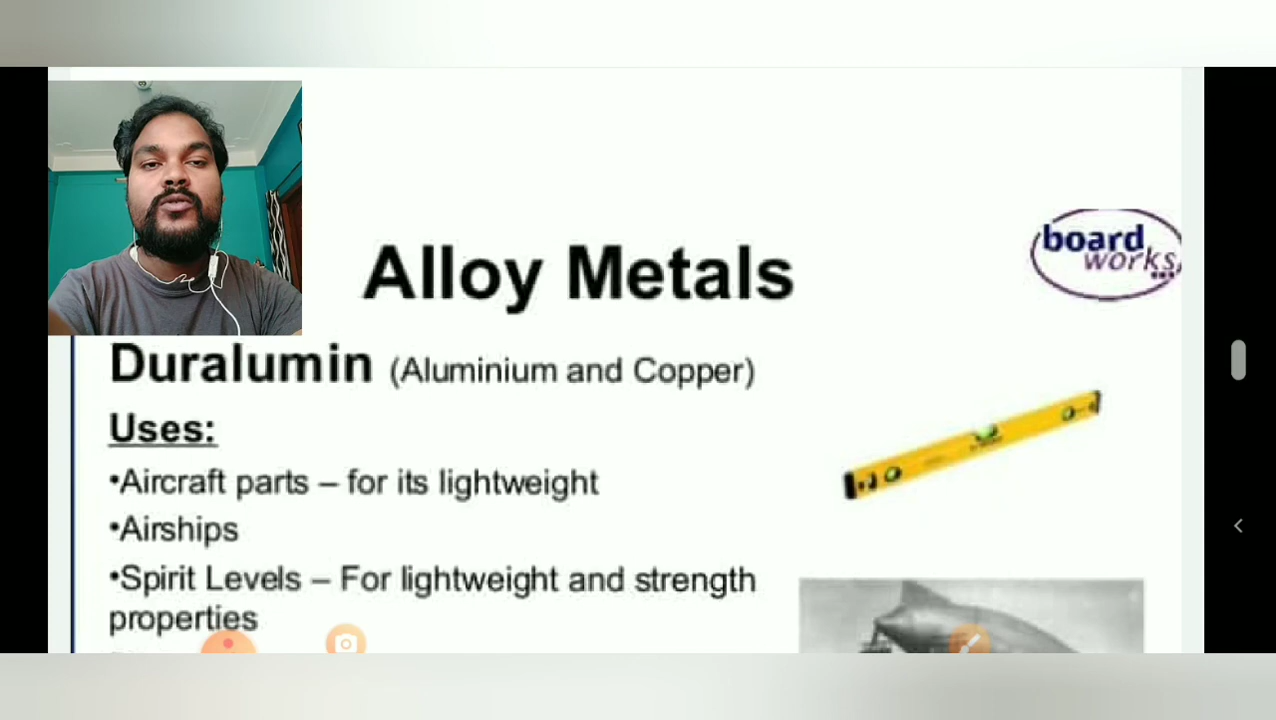 Alloy Metals
board
works
Duralumin (Aluminium and Copper)
Uses:
•Aircraft parts – for its lightweight
•Airships
•Spirit Levels – For lightweight and strength
properties